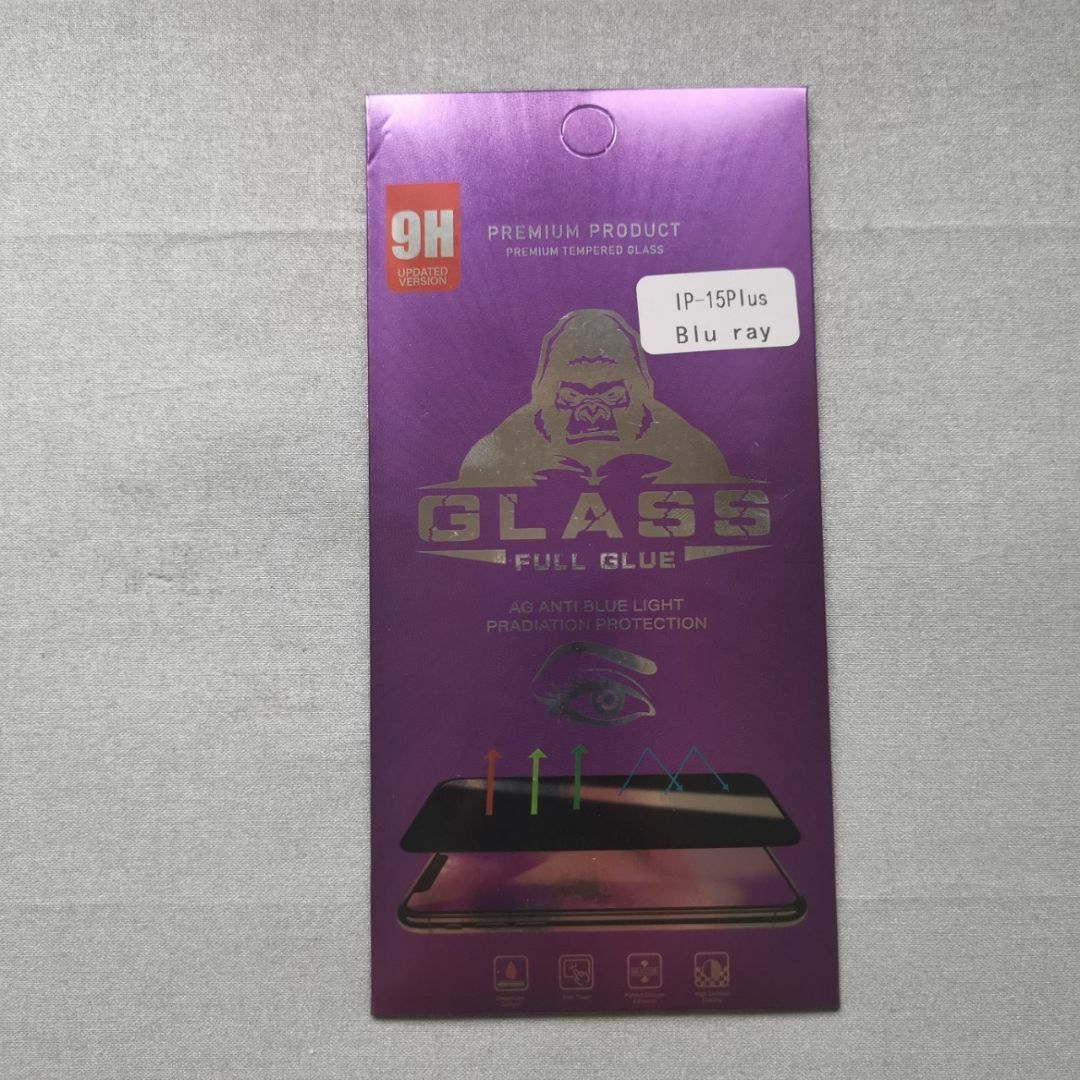 9H
UPDATED
VERSION
PREMIUM PRODUCT
PREMIUM TEMPERED GLASS
IP-15Plus
Blu ray
GLASS
FULL GLUE
AG ANTI BLUE LIGHT
PRADIATION PROTECTION